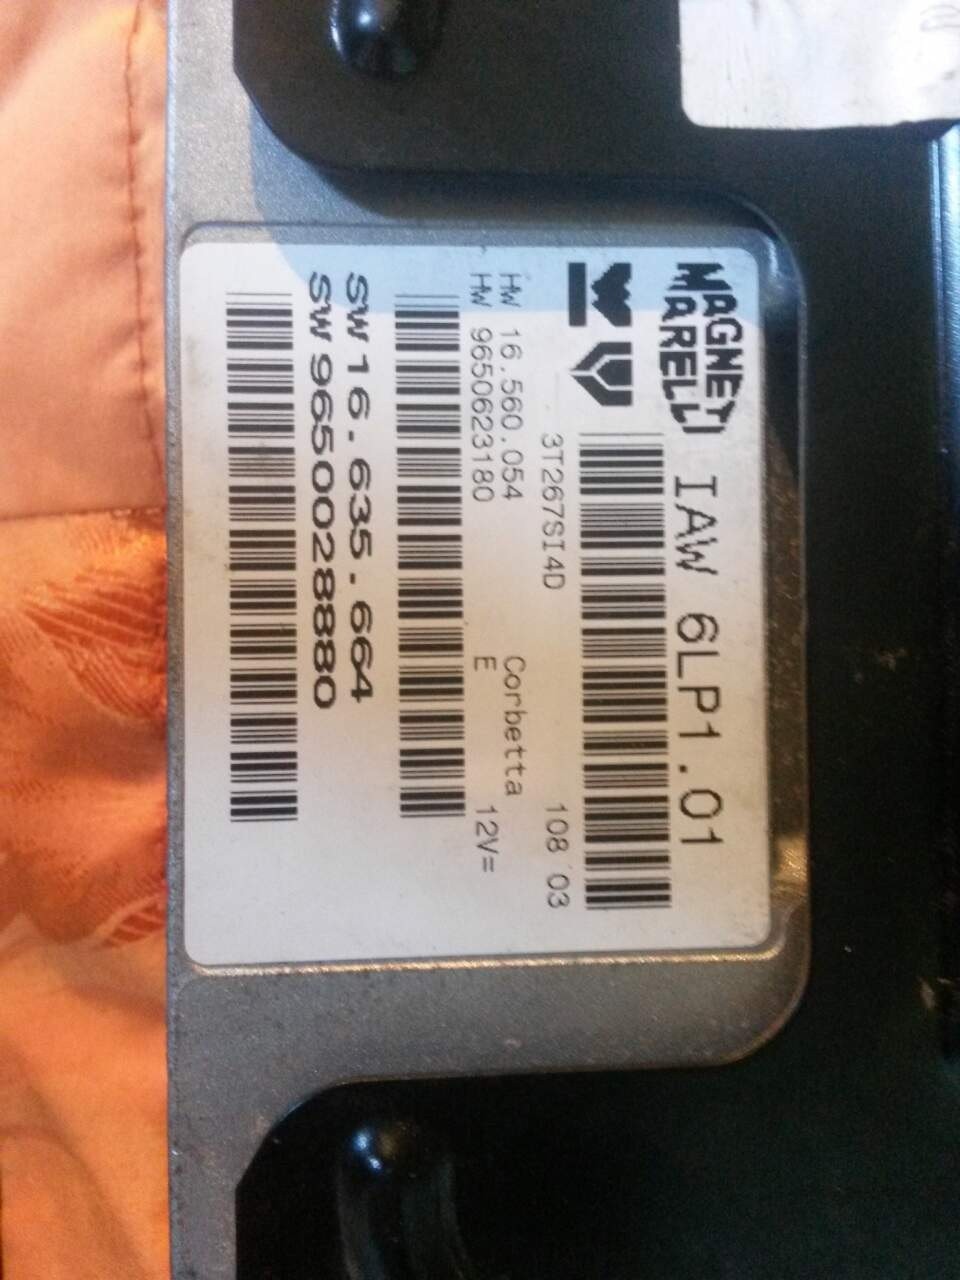 MAGNETI
MARELLI
IAW 6LP1.01
3T267SI4D
108 03
HW 16.560.054
Corbetta
HW 9650623180
E
12V=
SW 16.635.664
SW 9650028880